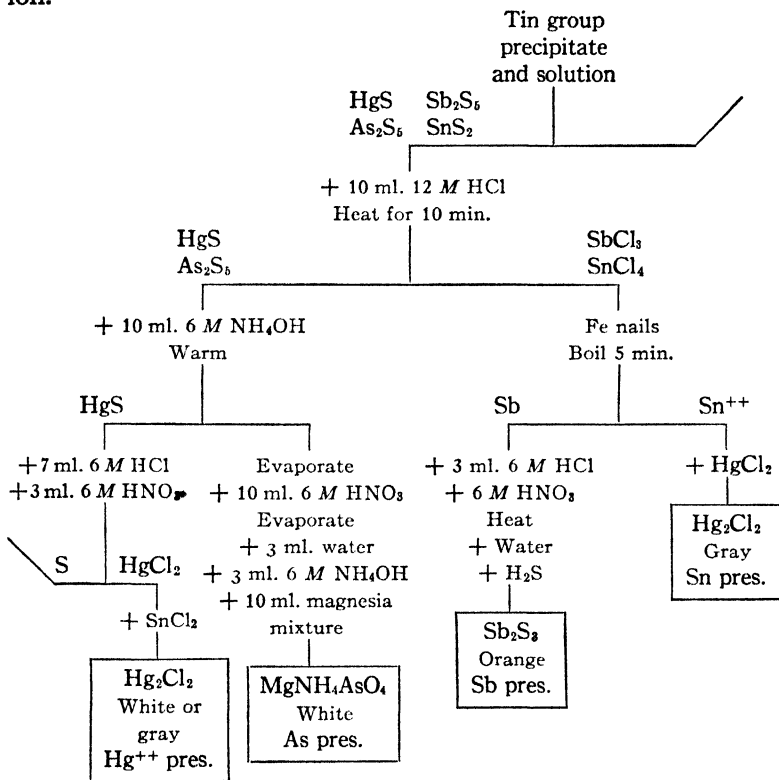 ion.
Tin group
precipitate
and solution
HgS Sb₂S₅
As₂S₅ SnS₂
+ 10 ml. 12 M HCl
Heat for 10 min.
HgS
As₂S₅
SbCl₃
SnCl₄
+ 10 ml. 6 M NH₄OH
Warm
Fe nails
Boil 5 min.
HgS
Sb
Sn⁺⁺
+7 ml. 6 M HCl
+3 ml. 6 M HNO₃
Evaporate
+ 10 ml. 6 M HNO₃
Evaporate
+ 3 ml. water
+ 3 ml. 6 M NH₄OH
+ 10 ml. magnesia
mixture
+ 3 ml. 6 M HCl
+ 6 M HNO₃
Heat
+ Water
+ H₂S
+ HgCl₂
Hg₂Cl₂
Gray
Sn pres.
S HgCl₂
+ SnCl₂
Hg₂Cl₂
White or
gray
Hg⁺⁺ pres.
MgNH₄AsO₄
White
As pres.
Sb₂S₃
Orange
Sb pres.